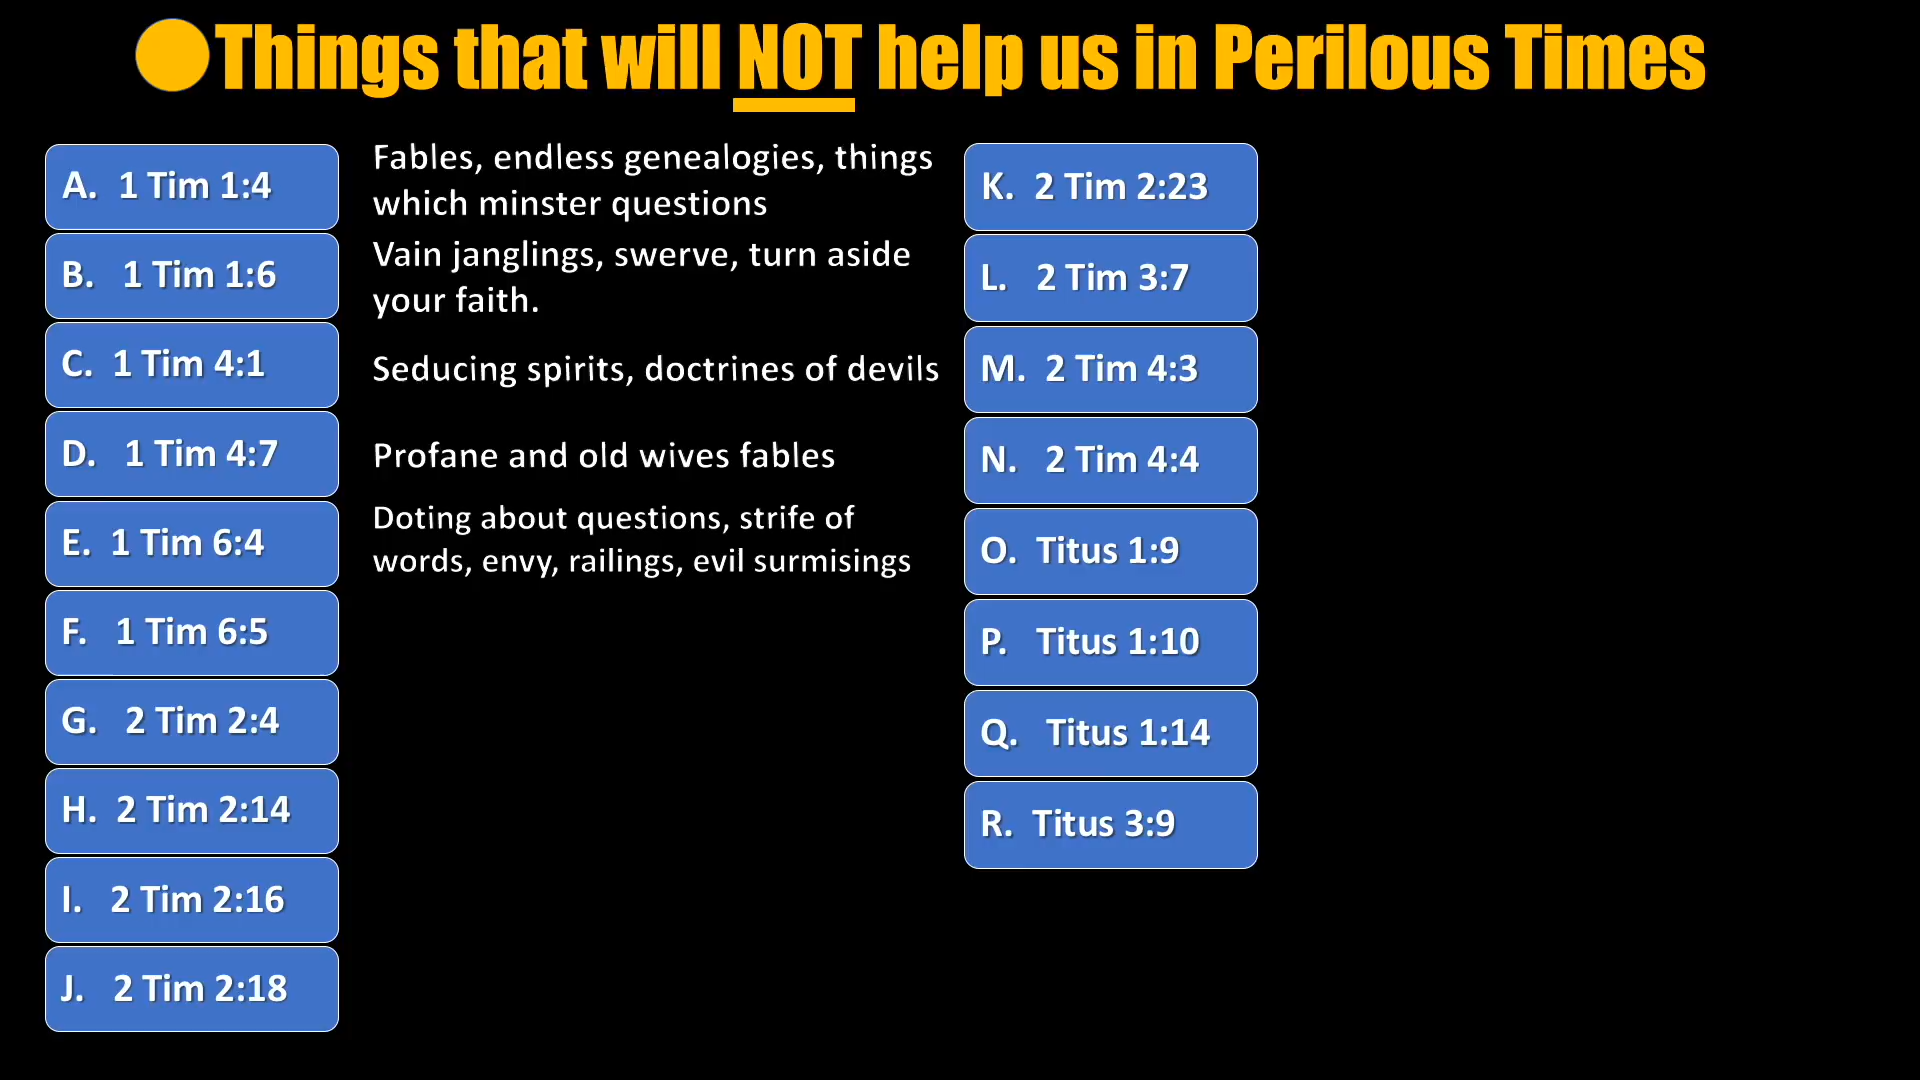 Things that will NOT help us in Perilous Times
A. 1 Tim 1:4
Fables, endless genealogies, things
which minster questions
B. 1 Tim 1:6
Vain janglings, swerve, turn aside
your faith.
C. 1 Tim 4:1
Seducing spirits, doctrines of devils
D. 1 Tim 4:7
Profane and old wives fables
E. 1 Tim 6:4
Doting about questions, strife of
words, envy, railings, evil surmisings
F. 1 Tim 6:5
G. 2 Tim 2:4
H. 2 Tim 2:14
I. 2 Tim 2:16
J. 2 Tim 2:18
K. 2 Tim 2:23
L. 2 Tim 3:7
M. 2 Tim 4:3
N. 2 Tim 4:4
O. Titus 1:9
P. Titus 1:10
Q. Titus 1:14
R. Titus 3:9